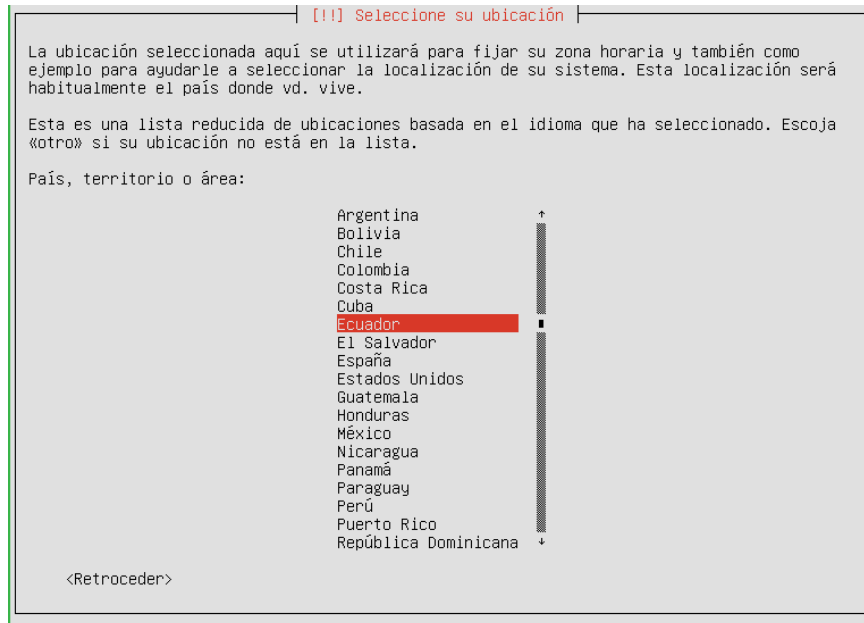 [!!] Seleccione su ubicación
La ubicación seleccionada aquí se utilizará para fijar su zona horaria y también como
ejemplo para ayudarle a seleccionar la localización de su sistema. Esta localización será
habitualmente el país donde vd. vive.
Esta es una lista reducida de ubicaciones basada en el idioma que ha seleccionado. Escoja
«otro» si su ubicación no está en la lista.
País, territorio o área:
Argentina
Bolivia
Chile
Colombia
Costa Rica
Cuba
Ecuador
El Salvador
España
Estados Unidos
Guatemala
Honduras
México
Nicaragua
Panamá
Paraguay
Perú
Puerto Rico
República Dominicana
<Retroceder>